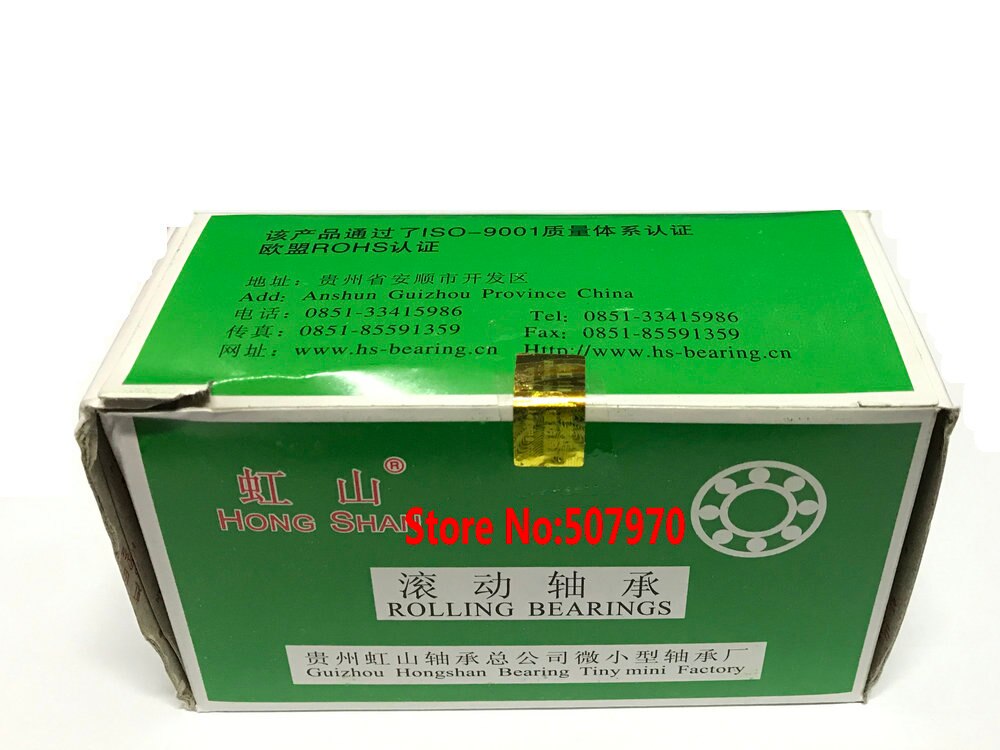 该产品通过了ISO-9001质量体系认证
欧盟ROHS认证
地址：贵州省安顺市开发区
Add: Anshun Guizhou Province China
电话：0851-33415986 Tel: 0851-33415986
传真：0851-85591359 Fax: 0851-85591359
网址：www.hs-bearing.cn Http://www.hs-bearing.cn
虹山®
HONG SHAN
Store No:507970
滚动轴承
ROLLING BEARINGS
贵州虹山轴承总公司微小型轴承厂
Guizhou Hongshan Bearing Tiny mini Factory